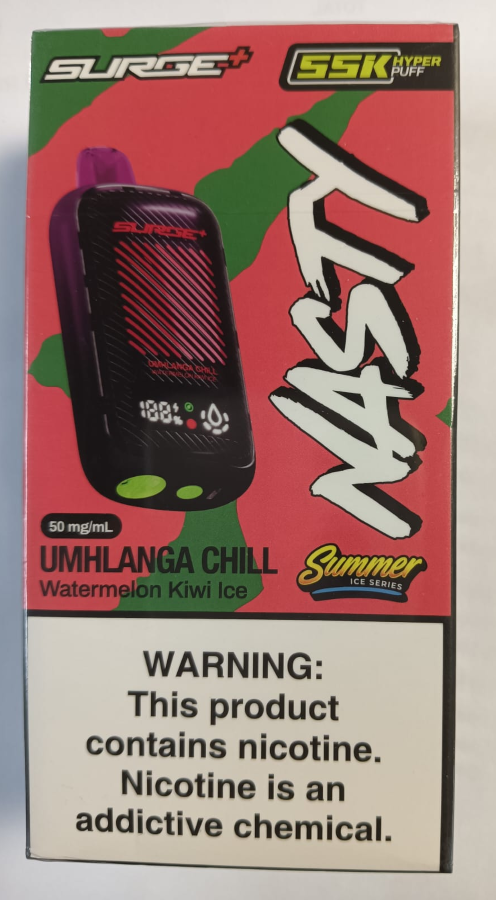 SURGE+
SSK HYPER
PUFF
NASTY
SURGE+
UMHLANGA CHILL
188%
50 mg/mL
UMHLANGA CHILL
Watermelon Kiwi Ice
Summer
ICE SERIES
WARNING:
This product
contains nicotine.
Nicotine is an
addictive chemical.